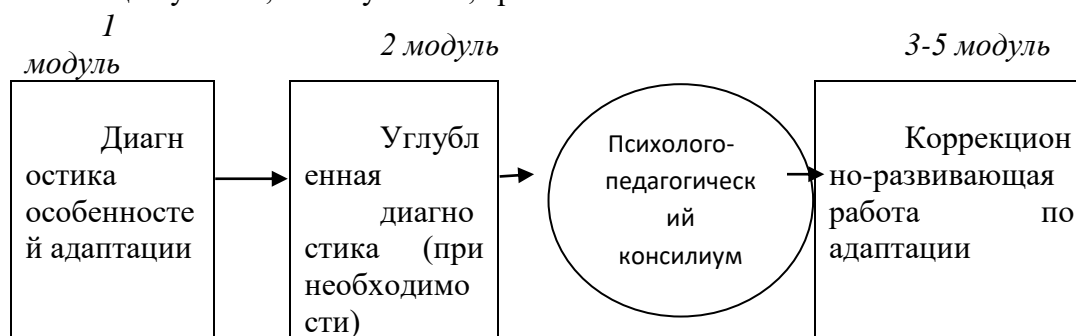 1
модуль
2 модуль
3-5 модуль
Диагн
остика
особенносте
й адаптации
Углубл
енная
диагно
стика (при
необходимо
сти)
Психолого-
педагогическ
ий
консилиум
Коррекцион
но-развивающая
работа по
адаптации